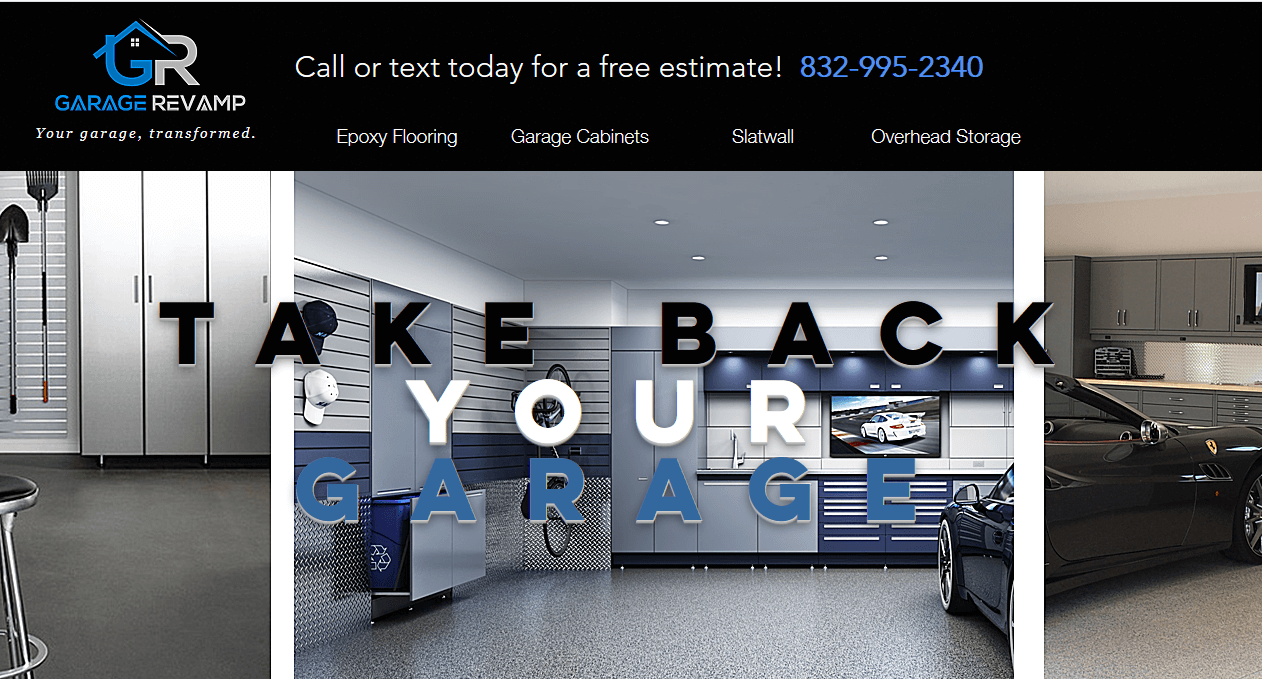 GR
GARAGE REVAMP
Your garage, transformed.
Call or text today for a free estimate! 832-995-2340
Epoxy Flooring Garage Cabinets Slatwall Overhead Storage
TAKE BACK
YOUR
GARAGE